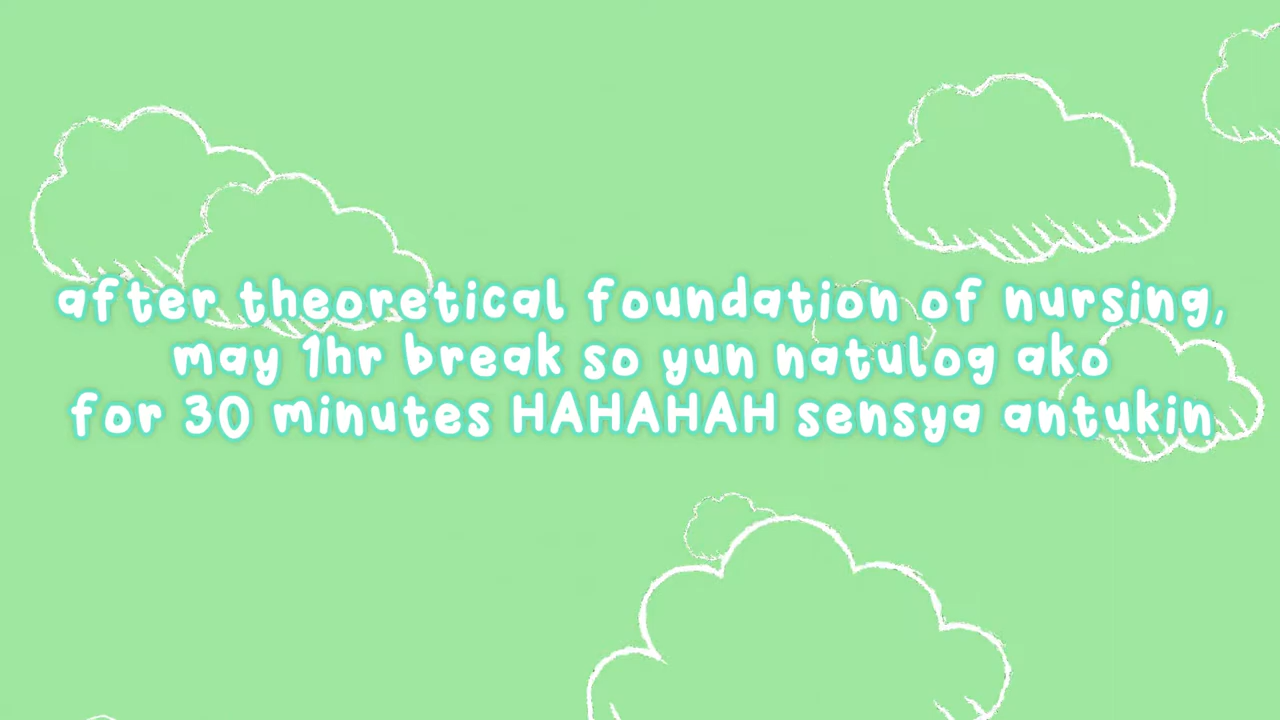 after theoretical foundation of nursing,
may 1hr break so yun natulog ako
for 30 minutes HAHAHAH sensya antukin